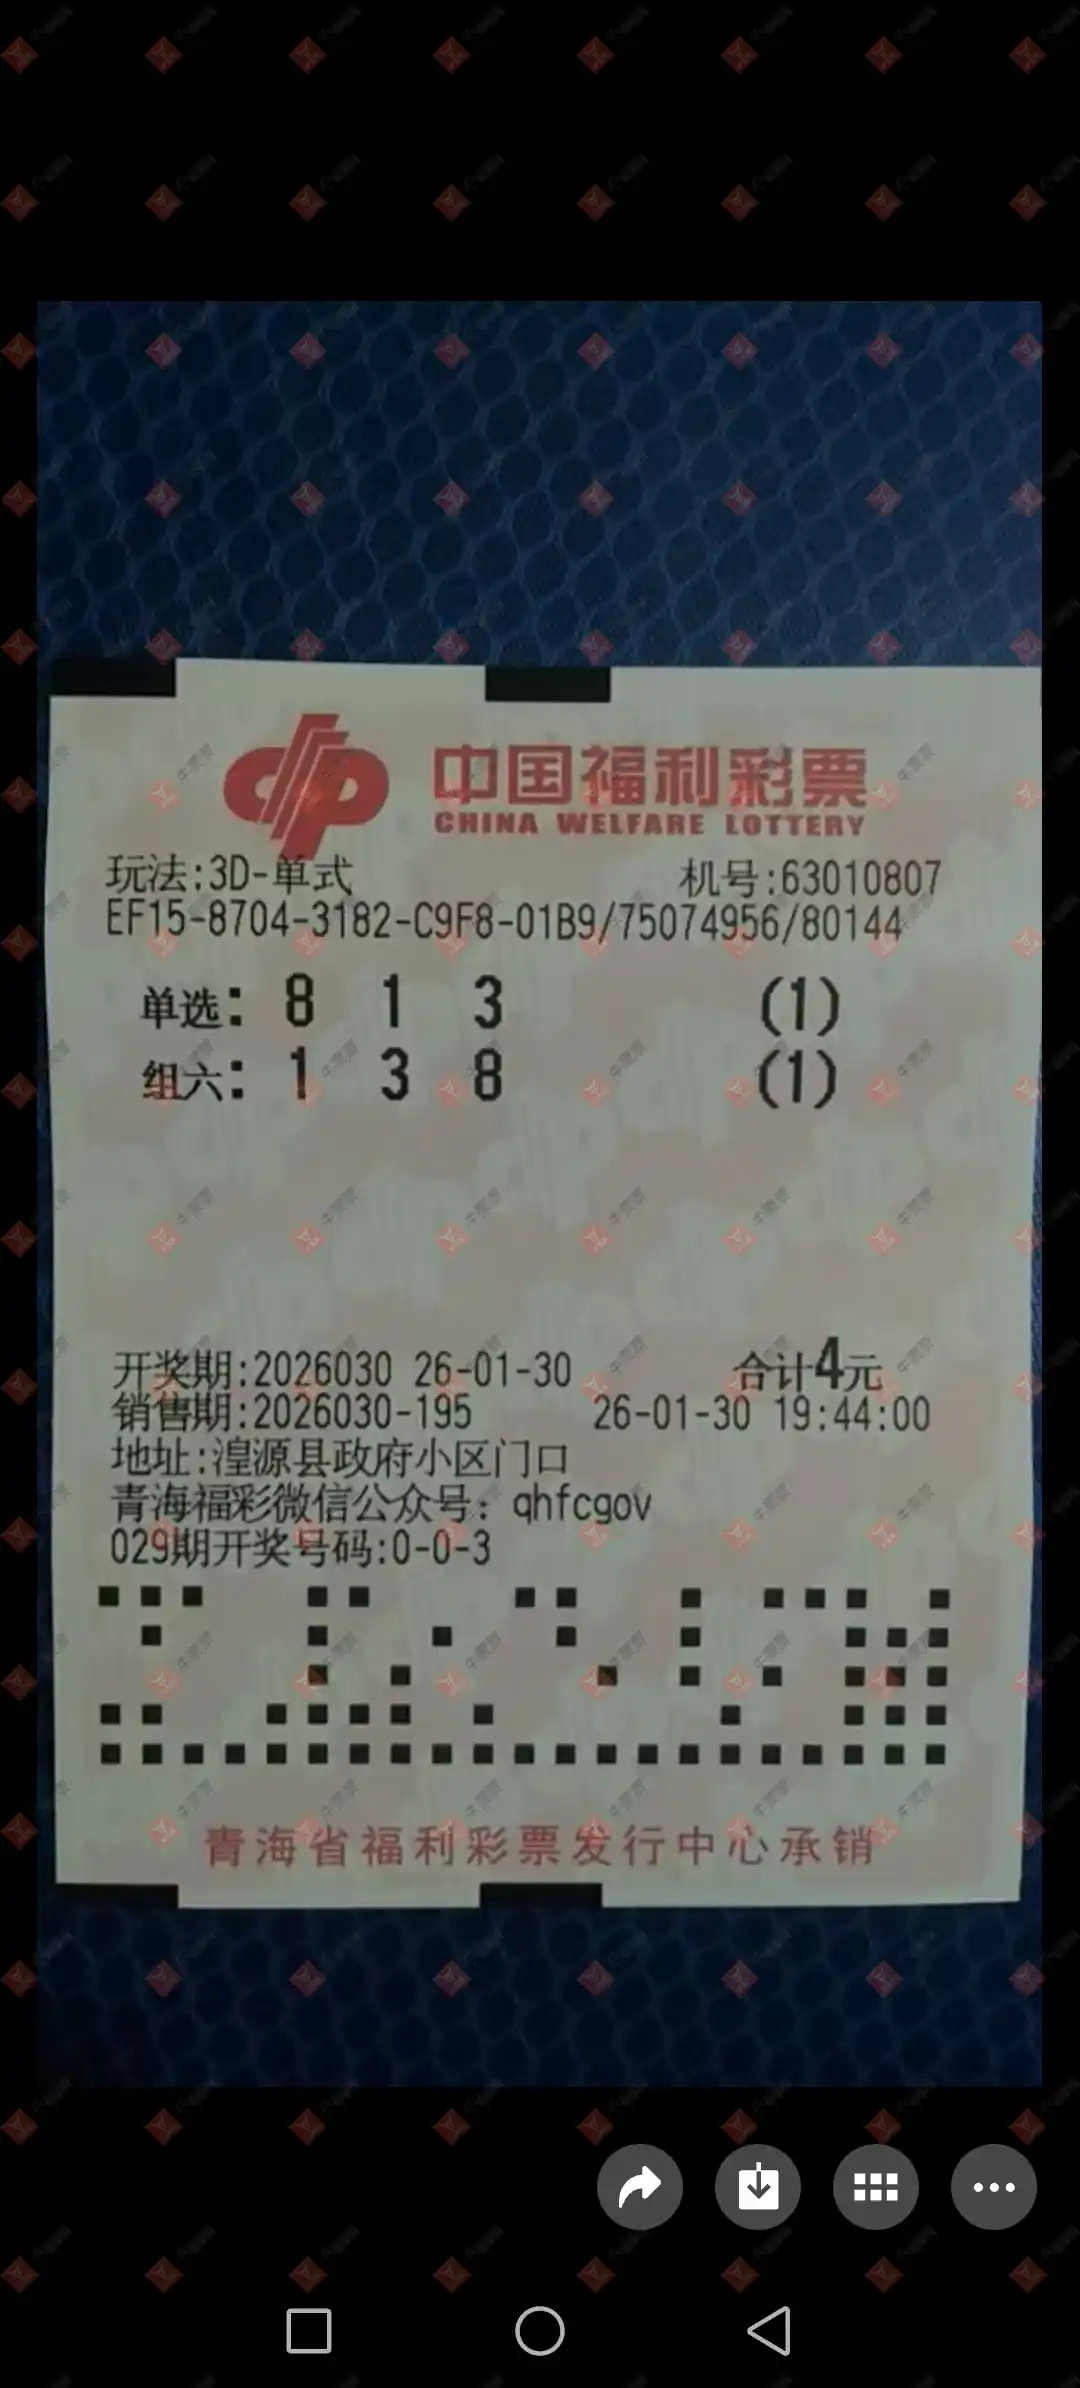 中国福利彩票
CHINA WELFARE LOTTERY
玩法:3D-单式 机号:63010807
EF15-8704-3182-C9F8-01B9/75074956/80144
单选: 8 1 3 (1)
组六: 1 3 8 (1)
开奖期:2026030 26-01-30 合计4元
销售期:2026030-195 26-01-30 19:44:00
地址:湟源县政府小区门口
青海福彩微信公众号: qhfcgov
029期开奖号码:0-0-3
青海省福利彩票发行中心承销